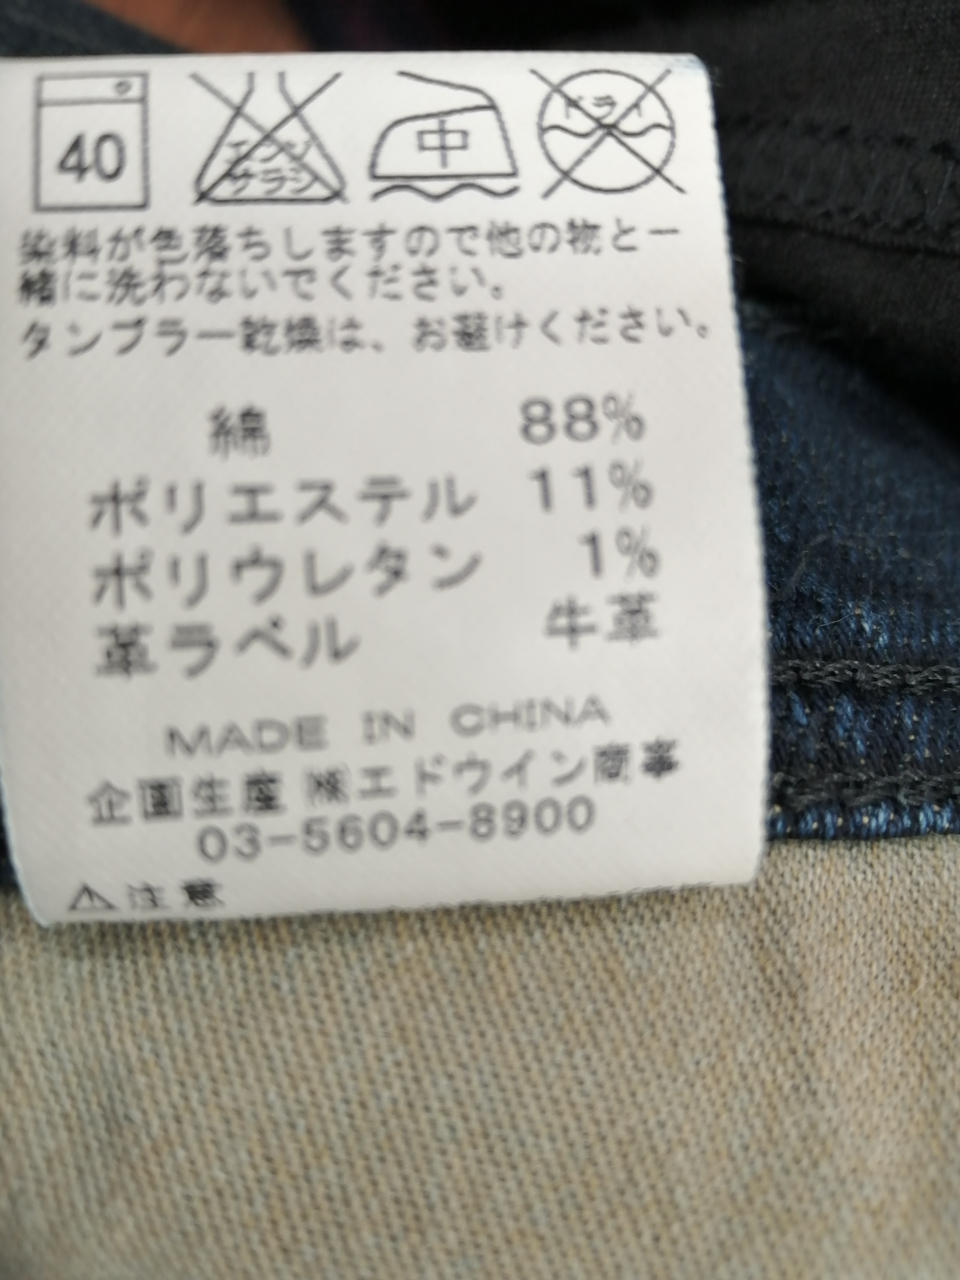 40
エンソ
サラシ
中
ドライ
染料が色落ちしますので他の物と一
緒に洗わないでください。
タンブラー乾燥は、お避けください。
綿 88%
ポリエステル 11%
ポリウレタン 1%
革ラベル 牛革
MADE IN CHINA
企画生産 ㈱エドウイン商事
03-5604-8900
⚠注意